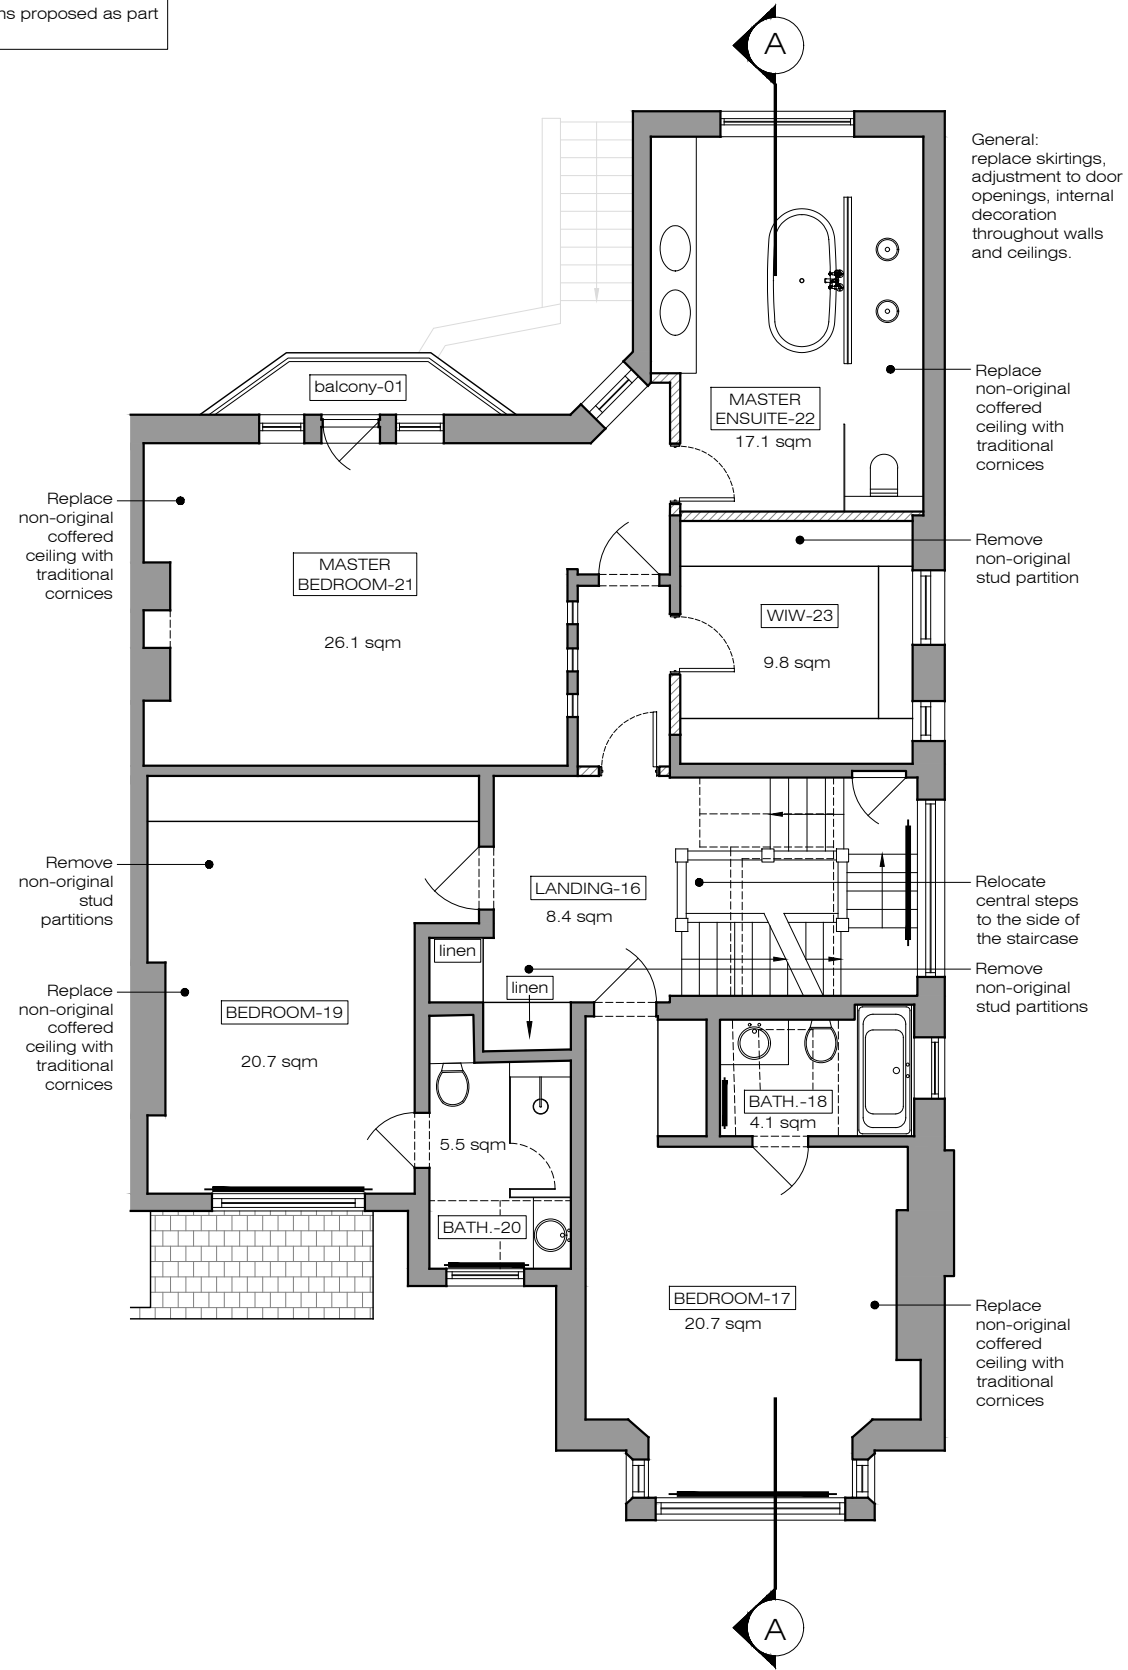 ns proposed as part
A
General:
replace skirtings,
adjustment to door
openings, internal
decoration
throughout walls
and ceilings.
balcony-01
MASTER
ENSUITE-22
17.1 sqm
Replace
non-original
coffered
ceiling with
traditional
cornices
Replace
non-original
coffered
ceiling with
traditional
cornices
MASTER
BEDROOM-21
26.1 sqm
Remove
non-original
stud partition
WIW-23
9.8 sqm
Remove
non-original
stud
partitions
LANDING-16
8.4 sqm
Relocate
central steps
to the side of
the staircase
linen
linen
Remove
non-original
stud partitions
Replace
non-original
coffered
ceiling with
traditional
cornices
BEDROOM-19
20.7 sqm
BATH.-18
4.1 sqm
5.5 sqm
BATH.-20
BEDROOM-17
20.7 sqm
Replace
non-original
coffered
ceiling with
traditional
cornices
A